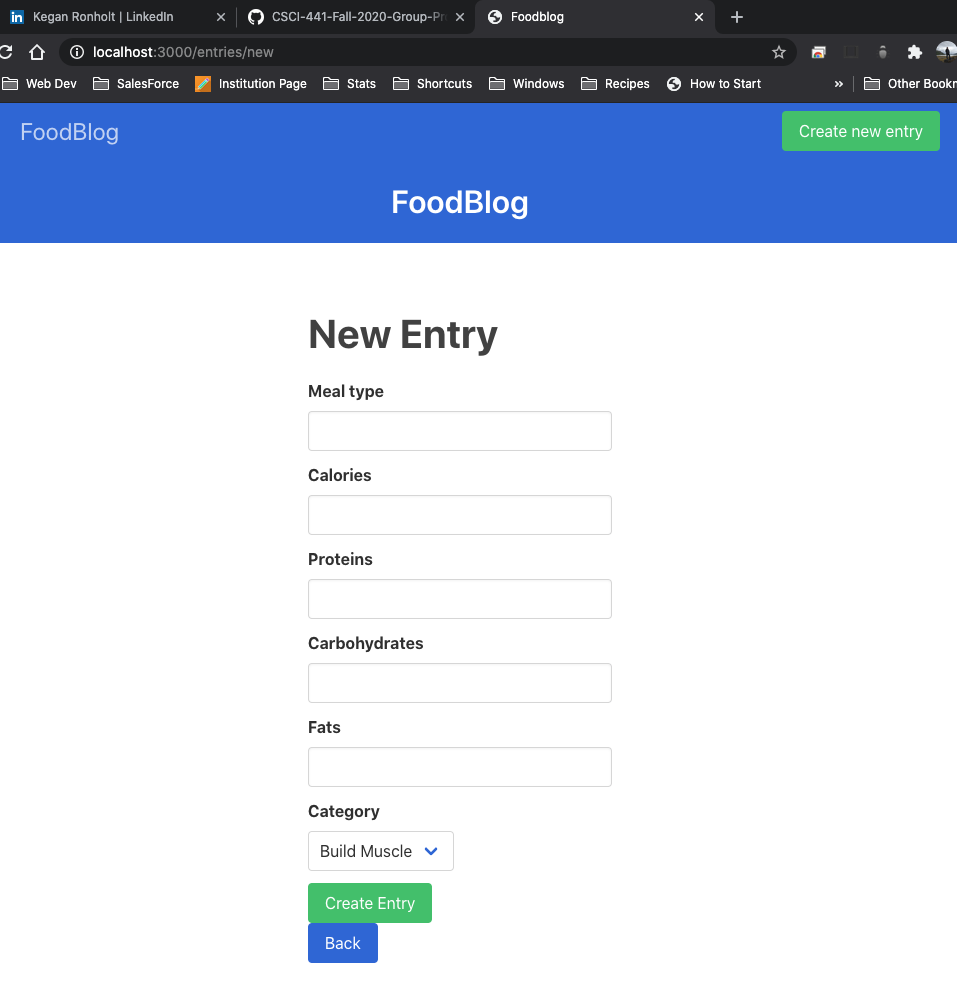 Kegan Ronholt | LinkedIn
CSCI-441-Fall-2020-Group-Pr
Foodblog
localhost:3000/entries/new
Web Dev
SalesForce
Institution Page
Stats
Shortcuts
Windows
Recipes
How to Start
»
Other Bookm
FoodBlog
Create new entry
FoodBlog
New Entry
Meal type
Calories
Proteins
Carbohydrates
Fats
Category
Build Muscle
Create Entry
Back